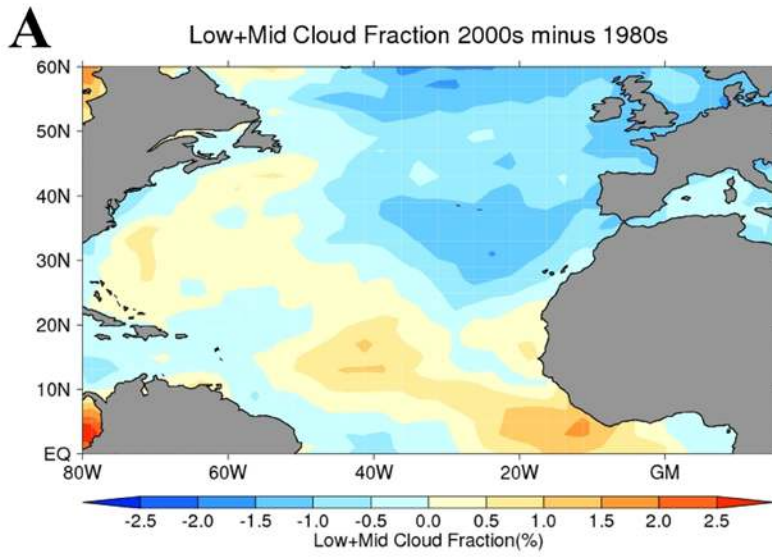 A
Low+Mid Cloud Fraction 2000s minus 1980s
60N
50N
40N
30N
20N
10N
EQ
80W 60W 40W 20W GM
-2.5 -2.0 -1.5 -1.0 -0.5 0.0 0.5 1.0 1.5 2.0 2.5
Low+Mid Cloud Fraction(%)